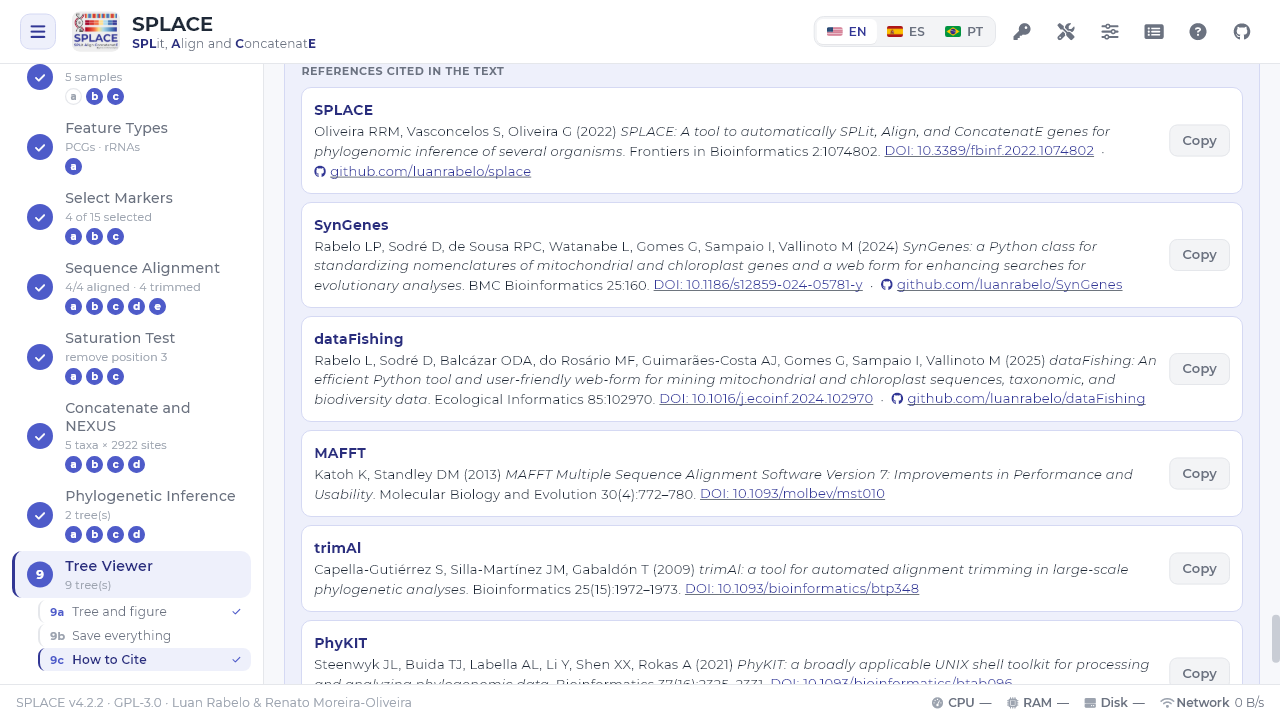 SPLACE
SPLit, Align and ConcatenatE
EN ES PT
5 samples
a b c
Feature Types
PCGs · rRNAs
a
Select Markers
4 of 15 selected
a b c
Sequence Alignment
4/4 aligned · 4 trimmed
a b c d e
Saturation Test
remove position 3
a b c
Concatenate and
NEXUS
5 taxa × 2922 sites
a b c d
Phylogenetic Inference
2 tree(s)
a b c d
9 Tree Viewer
9 tree(s)
9a Tree and figure
9b Save everything
9c How to Cite
REFERENCES CITED IN THE TEXT
SPLACE
Oliveira RRM, Vasconcelos S, Oliveira G (2022) SPLACE: A tool to automatically SPLit, Align, and ConcatenatE genes for
phylogenomic inference of several organisms. Frontiers in Bioinformatics 2:1074802. DOI: 10.3389/fbinf.2022.1074802 ·
github.com/luanrabelo/splace
Copy
SynGenes
Rabelo LP, Sodré D, de Sousa RPC, Watanabe L, Gomes G, Sampaio I, Vallinoto M (2024) SynGenes: a Python class for
standardizing nomenclatures of mitochondrial and chloroplast genes and a web form for enhancing searches for
evolutionary analyses. BMC Bioinformatics 25:160. DOI: 10.1186/s12859-024-05781-y · github.com/luanrabelo/SynGenes
Copy
dataFishing
Rabelo L, Sodré D, Balcázar ODA, do Rosário MF, Guimarães-Costa AJ, Gomes G, Sampaio I, Vallinoto M (2025) dataFishing: An
efficient Python tool and user-friendly web-form for mining mitochondrial and chloroplast sequences, taxonomic, and
biodiversity data. Ecological Informatics 85:102970. DOI: 10.1016/j.ecoinf.2024.102970 · github.com/luanrabelo/dataFishing
Copy
MAFFT
Katoh K, Standley DM (2013) MAFFT Multiple Sequence Alignment Software Version 7: Improvements in Performance and
Usability. Molecular Biology and Evolution 30(4):772–780. DOI: 10.1093/molbev/mst010
Copy
trimAl
Capella-Gutiérrez S, Silla-Martínez JM, Gabaldón T (2009) trimAl: a tool for automated alignment trimming in large-scale
phylogenetic analyses. Bioinformatics 25(15):1972–1973. DOI: 10.1093/bioinformatics/btp348
Copy
PhyKIT
Steenwyk JL, Buida TJ, Labella AL, Li Y, Shen XX, Rokas A (2021) PhyKIT: a broadly applicable UNIX shell toolkit for processing
and analyzing phylogenomic data. Bioinformatics 37(16):2325–2331. DOI: 10.1093/bioinformatics/btab096
Copy
SPLACE v4.2.2 · GPL-3.0 · Luan Rabelo & Renato Moreira-Oliveira
CPU — RAM — Disk — Network 0 B/s